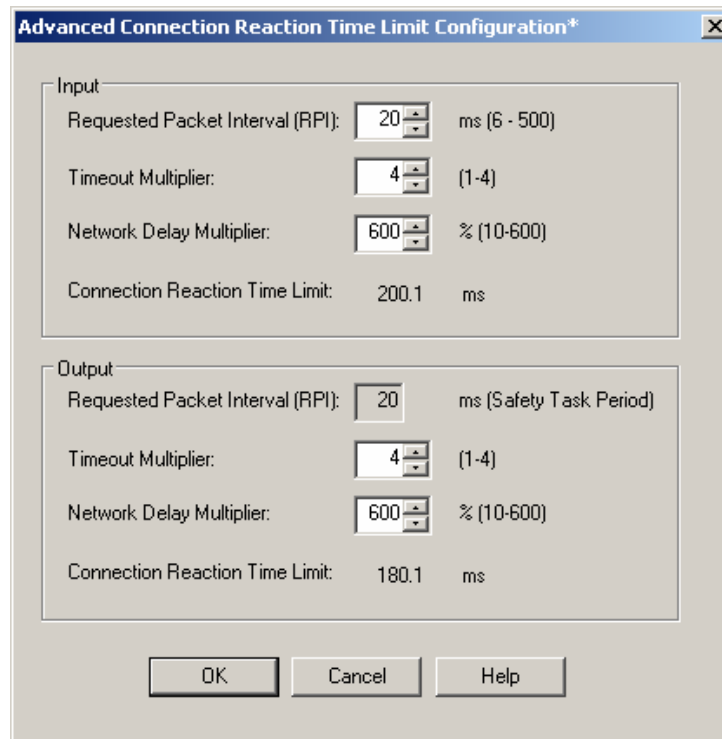 Advanced Connection Reaction Time Limit Configuration*
Input
Requested Packet Interval (RPI): 20 ms (6 - 500)
Timeout Multiplier: 4 (1-4)
Network Delay Multiplier: 600 % (10-600)
Connection Reaction Time Limit: 200.1 ms
Output
Requested Packet Interval (RPI): 20 ms (Safety Task Period)
Timeout Multiplier: 4 (1-4)
Network Delay Multiplier: 600 % (10-600)
Connection Reaction Time Limit: 180.1 ms
OK Cancel Help